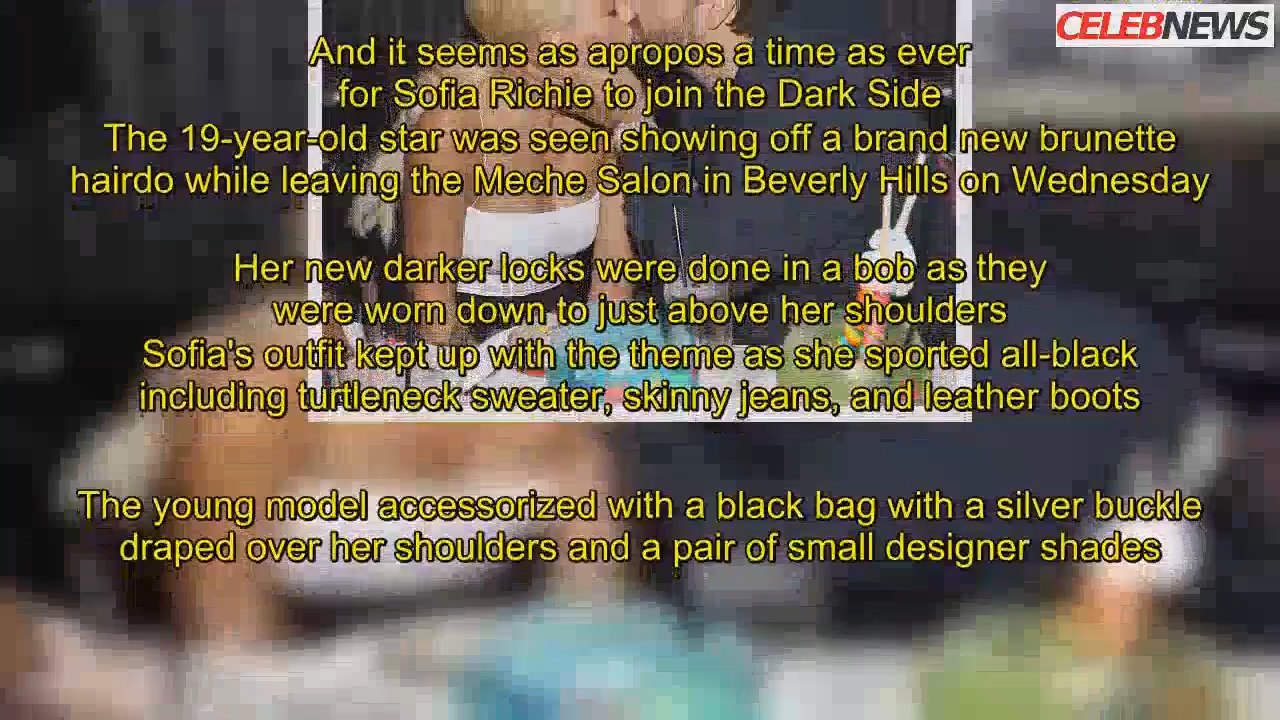 CELEBNEWS
And it seems as apropos a time as ever
for Sofia Richie to join the Dark Side
The 19-year-old star was seen showing off a brand new brunette
hairdo while leaving the Meche Salon in Beverly Hills on Wednesday
Her new darker locks were done in a bob as they
were worn down to just above her shoulders
Sofia's outfit kept up with the theme as she sported all-black
including turtleneck sweater, skinny jeans, and leather boots
The young model accessorized with a black bag with a silver buckle
draped over her shoulders and a pair of small designer shades